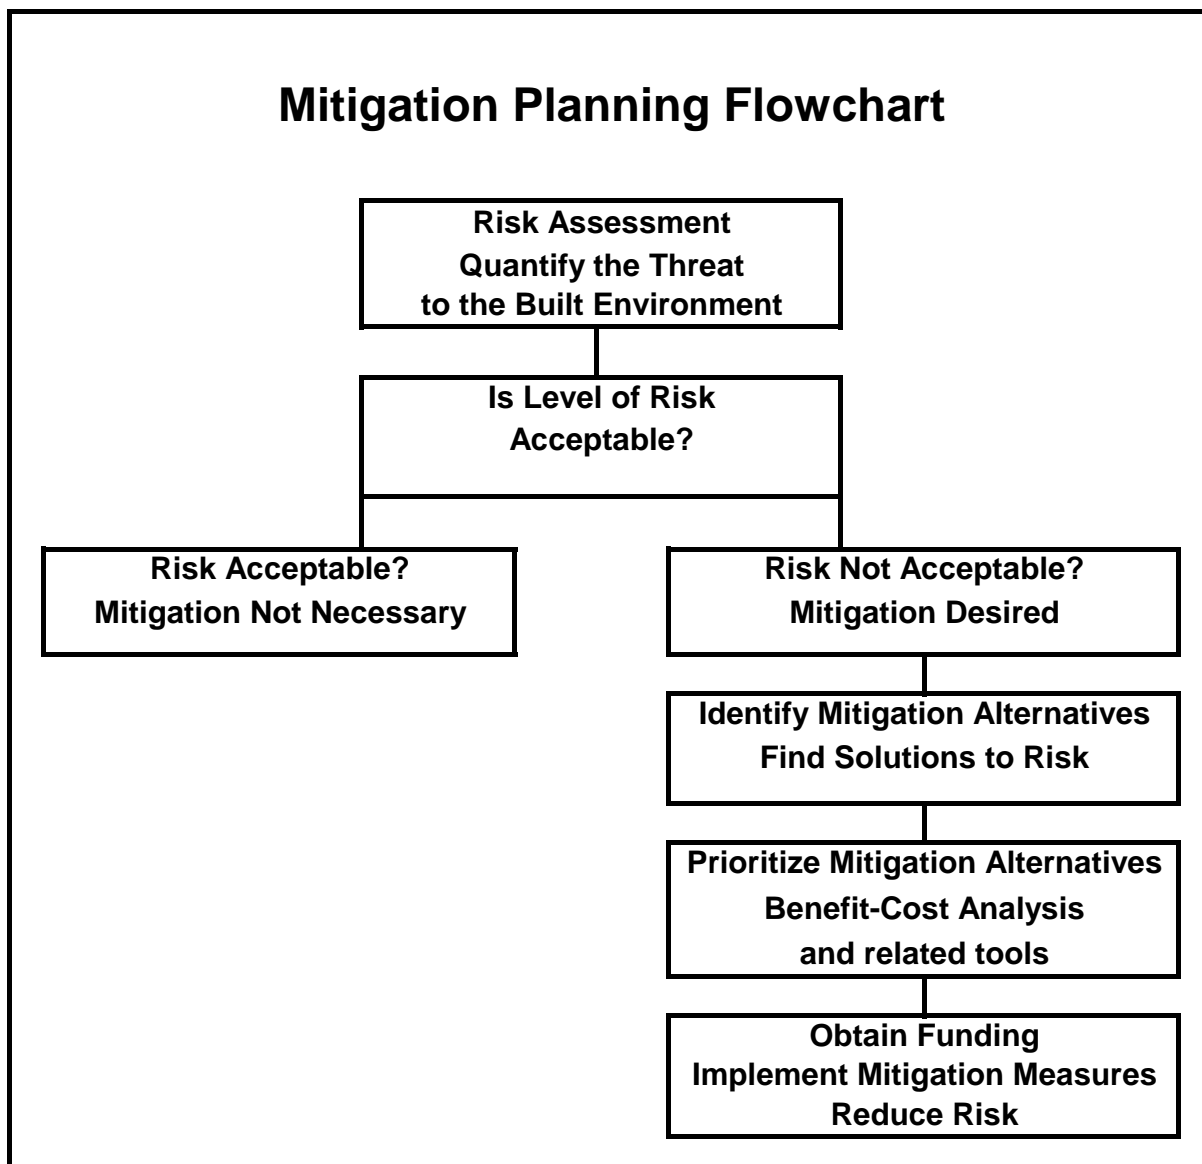 Mitigation Planning Flowchart
Risk Assessment
Quantify the Threat
to the Built Environment
Is Level of Risk
Acceptable?
Risk Acceptable?
Mitigation Not Necessary
Risk Not Acceptable?
Mitigation Desired
Identify Mitigation Alternatives
Find Solutions to Risk
Prioritize Mitigation Alternatives
Benefit-Cost Analysis
and related tools
Obtain Funding
Implement Mitigation Measures
Reduce Risk